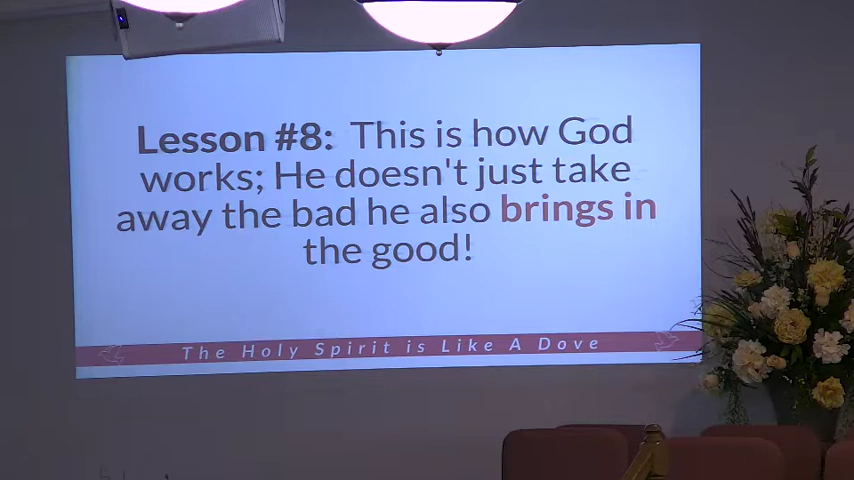 Lesson #8: This is how God
works; He doesn't just take
away the bad he also brings in
the good!
The Holy Spirit is Like A Dove